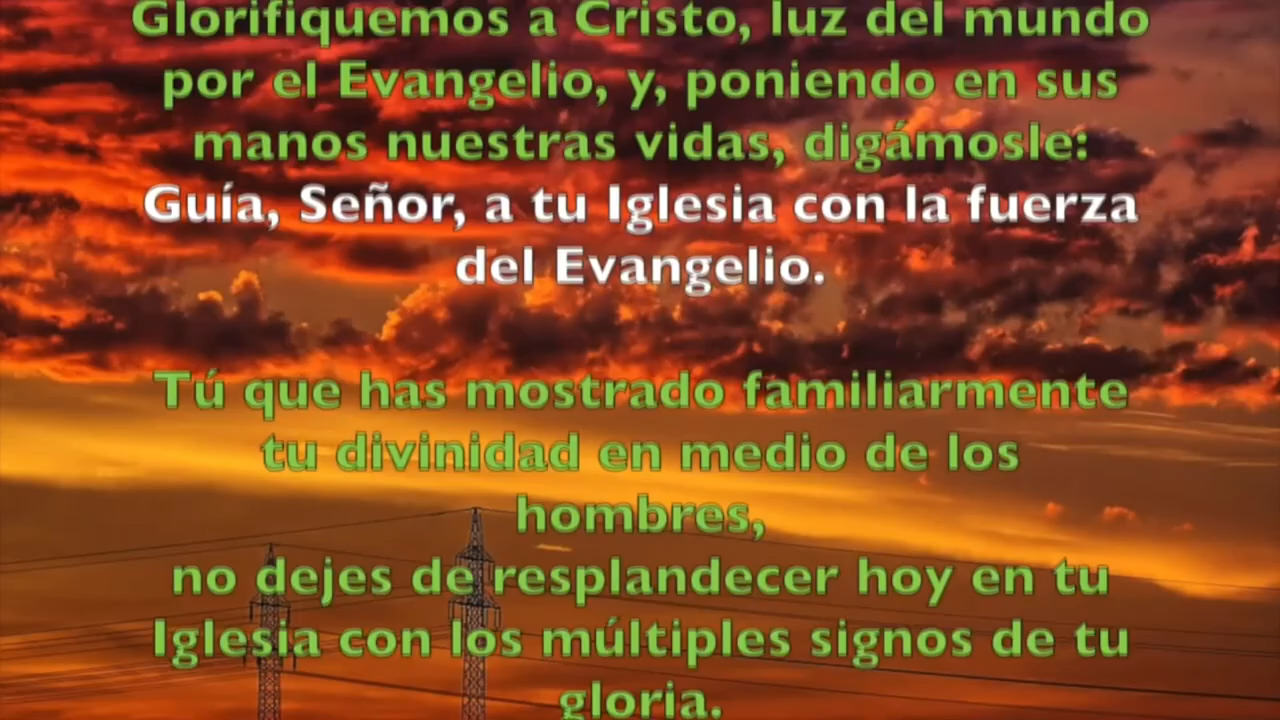 Glorifiquemos a Cristo, luz del mundo
por el Evangelio, y, poniendo en sus
manos nuestras vidas, digámosle:
Guía, Señor, a tu Iglesia con la fuerza
del Evangelio.
Tú que has mostrado familiarmente
tu divinidad en medio de los
hombres,
no dejes de resplandecer hoy en tu
Iglesia con los múltiples signos de tu
gloria.